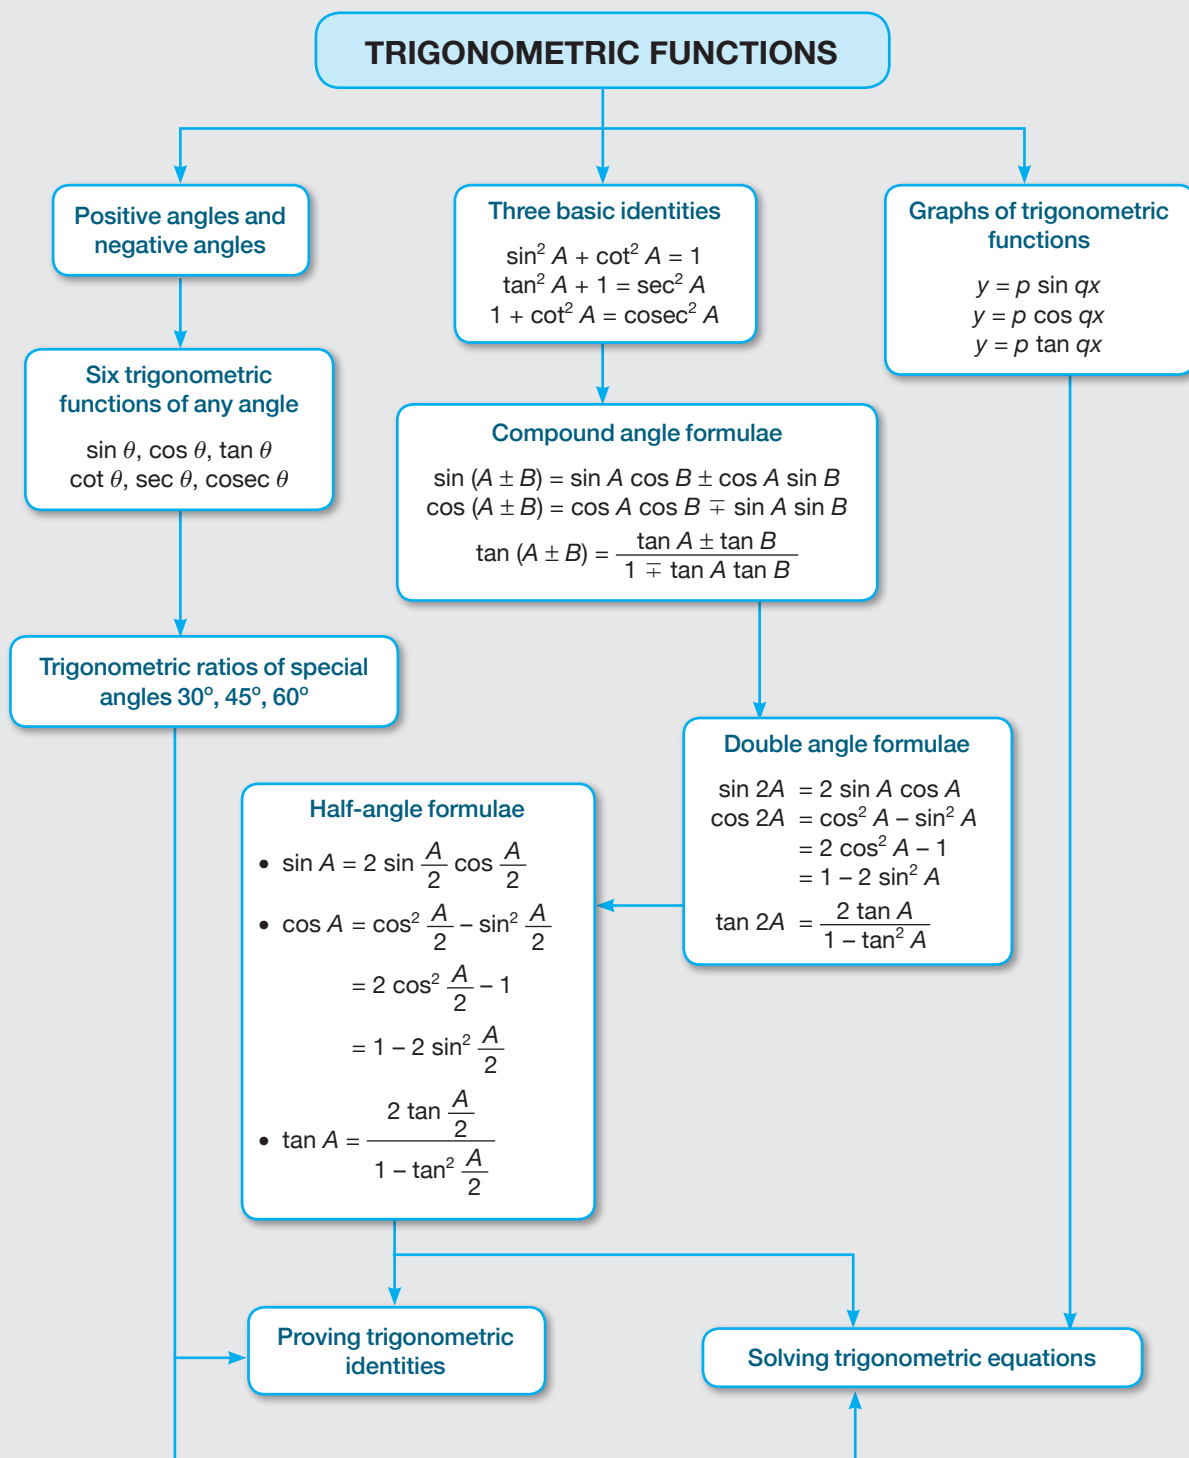 TRIGONOMETRIC FUNCTIONS
Positive angles and
negative angles
Three basic identities
sin² A + cot² A = 1
tan² A + 1 = sec² A
1 + cot² A = cosec² A
Graphs of trigonometric
functions
y = p sin qx
y = p cos qx
y = p tan qx
Six trigonometric
functions of any angle
sin θ, cos θ, tan θ
cot θ, sec θ, cosec θ
Compound angle formulae
sin (A ± B) = sin A cos B ± cos A sin B
cos (A ± B) = cos A cos B ∓ sin A sin B
tan (A ± B) = (tan A ± tan B)/(1 ∓ tan A tan B)
Trigonometric ratios of special
angles 30º, 45º, 60º
Double angle formulae
sin 2A = 2 sin A cos A
cos 2A = cos² A – sin² A
= 2 cos² A – 1
= 1 – 2 sin² A
tan 2A = (2 tan A)/(1 – tan² A)
Half-angle formulae
• sin A = 2 sin A/2 cos A/2
• cos A = cos² A/2 – sin² A/2
= 2 cos² A/2 – 1
= 1 – 2 sin² A/2
• tan A = (2 tan A/2)/(1 – tan² A/2)
Proving trigonometric
identities
Solving trigonometric equations